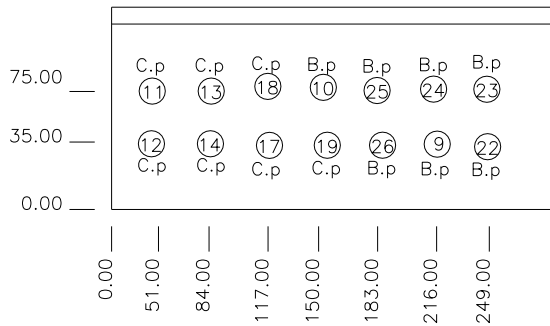 C.p C.p C.p B.p B.p B.p B.p
75.00 11 13 18 10 25 24 23
35.00 12 14 17 19 26 9 22
C.p C.p C.p C.p B.p B.p B.p
0.00
0.00 51.00 84.00 117.00 150.00 183.00 216.00 249.00